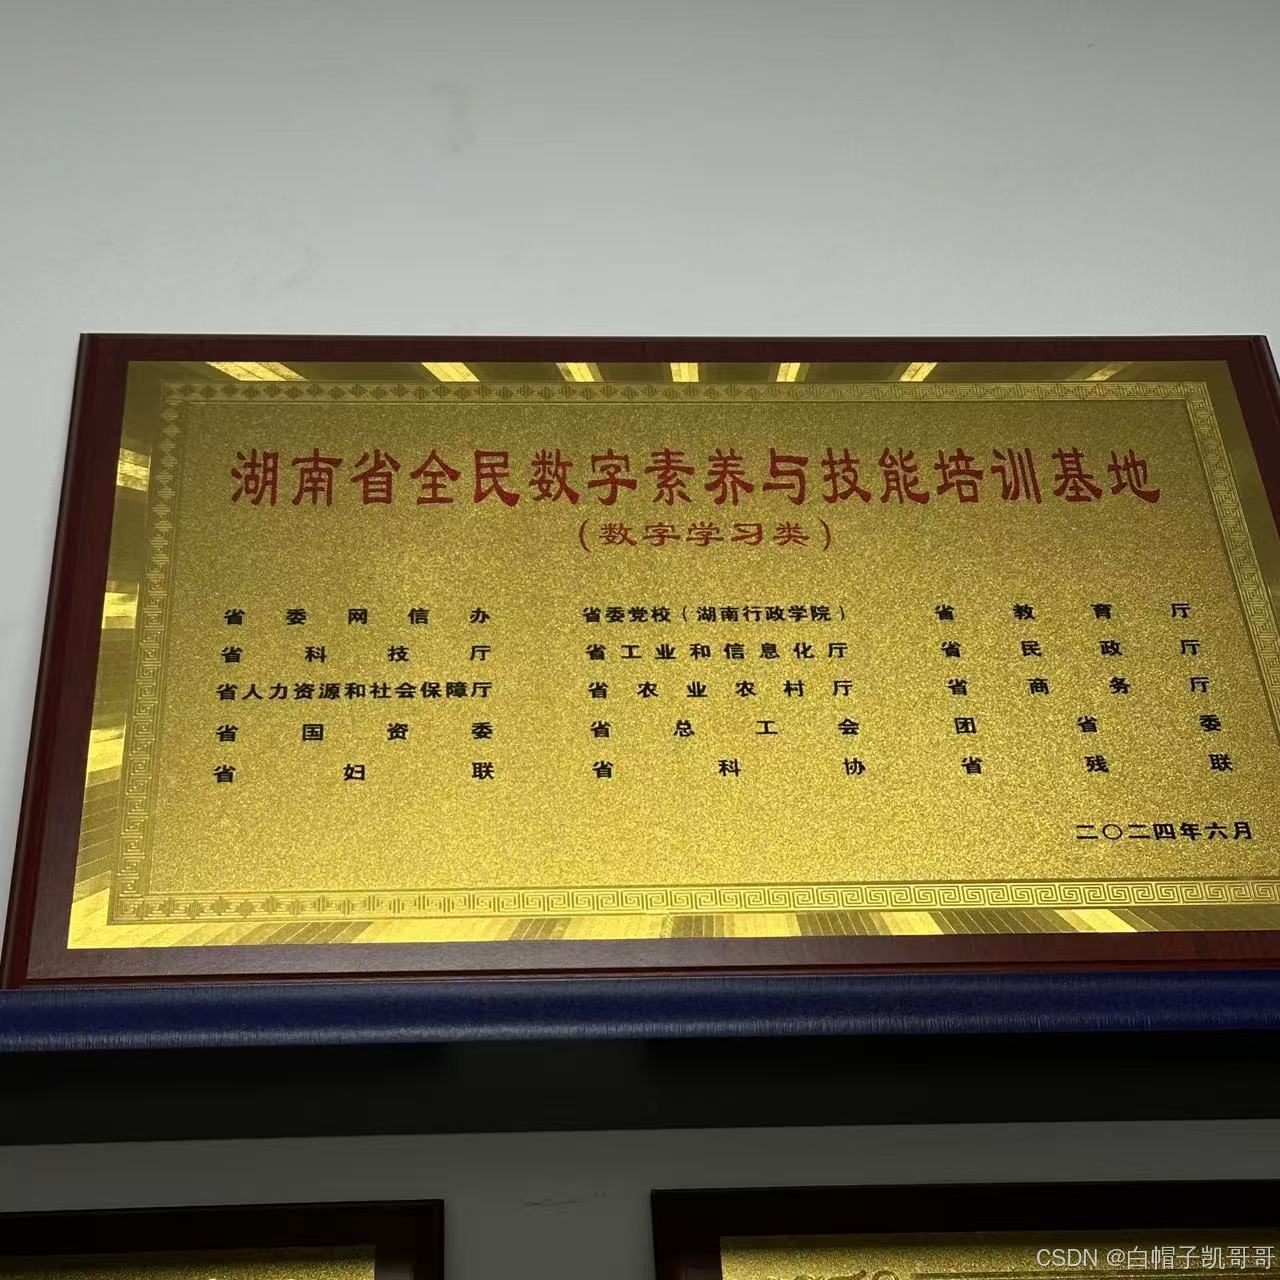 湖南省全民数字素养与技能培训基地
(数字学习类)
省委网信办 省委党校(湖南行政学院) 省教育厅
省科技厅 省工业和信息化厅 省民政厅
省人力资源和社会保障厅 省农业农村厅 省商务厅
省国资委 省总工会 团省委
省妇联 省科协 省残联
二〇二四年六月
CSDN @白帽子凯哥哥